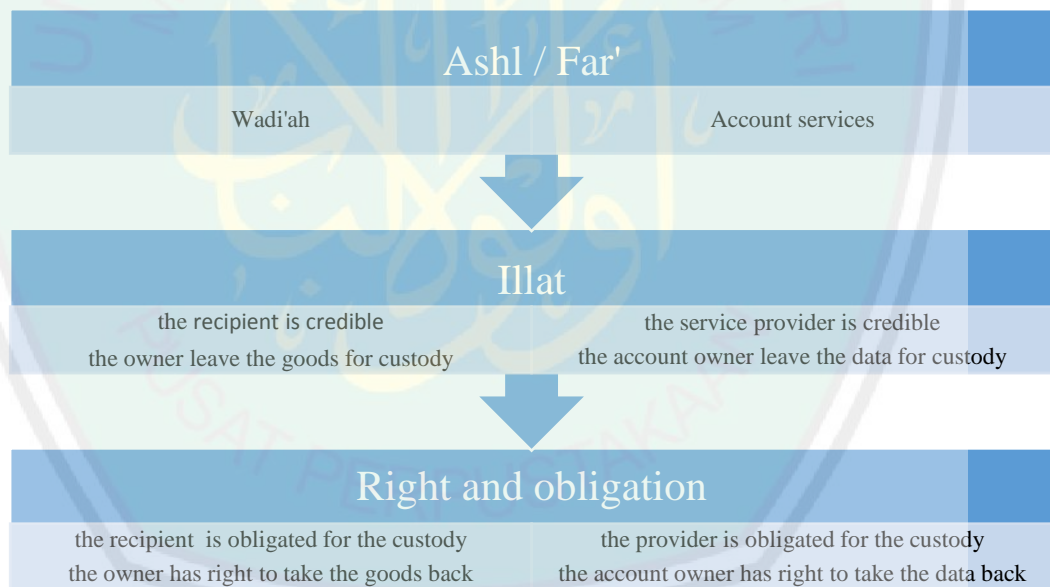 Ashl / Far'
Wadi'ah
Account services
Illat
the recipient is credible
the owner leave the goods for custody
the service provider is credible
the account owner leave the data for custody
Right and obligation
the recipient is obligated for the custody
the owner has right to take the goods back
the provider is obligated for the custody
the account owner has right to take the data back
PUSAT PERPUSTAKAAN